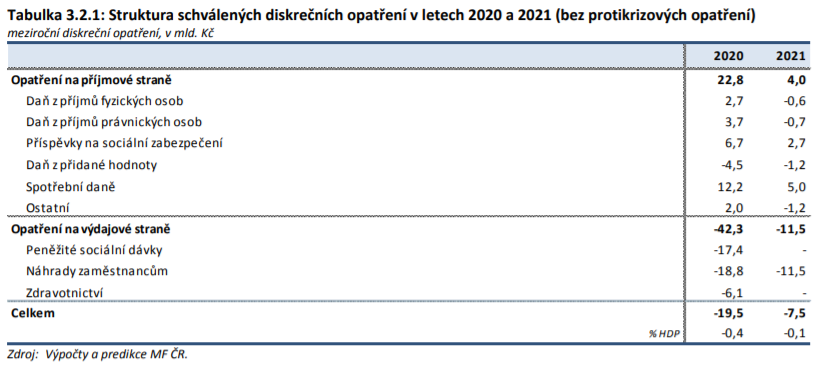 Tabulka 3.2.1: Struktura schválených diskrečních opatření v letech 2020 a 2021 (bez protikrizových opatření)
meziroční diskreční opatření, v mld. Kč
2020 2021
Opatření na příjmové straně 22,8 4,0
Daň z příjmů fyzických osob 2,7 -0,6
Daň z příjmů právnických osob 3,7 -0,7
Příspěvky na sociální zabezpečení 6,7 2,7
Daň z přidané hodnoty -4,5 -1,2
Spotřební daně 12,2 5,0
Ostatní 2,0 -1,2
Opatření na výdajové straně -42,3 -11,5
Peněžité sociální dávky -17,4 -
Náhrady zaměstnancům -18,8 -11,5
Zdravotnictví -6,1 -
Celkem -19,5 -7,5
% HDP -0,4 -0,1
Zdroj: Výpočty a predikce MF ČR.